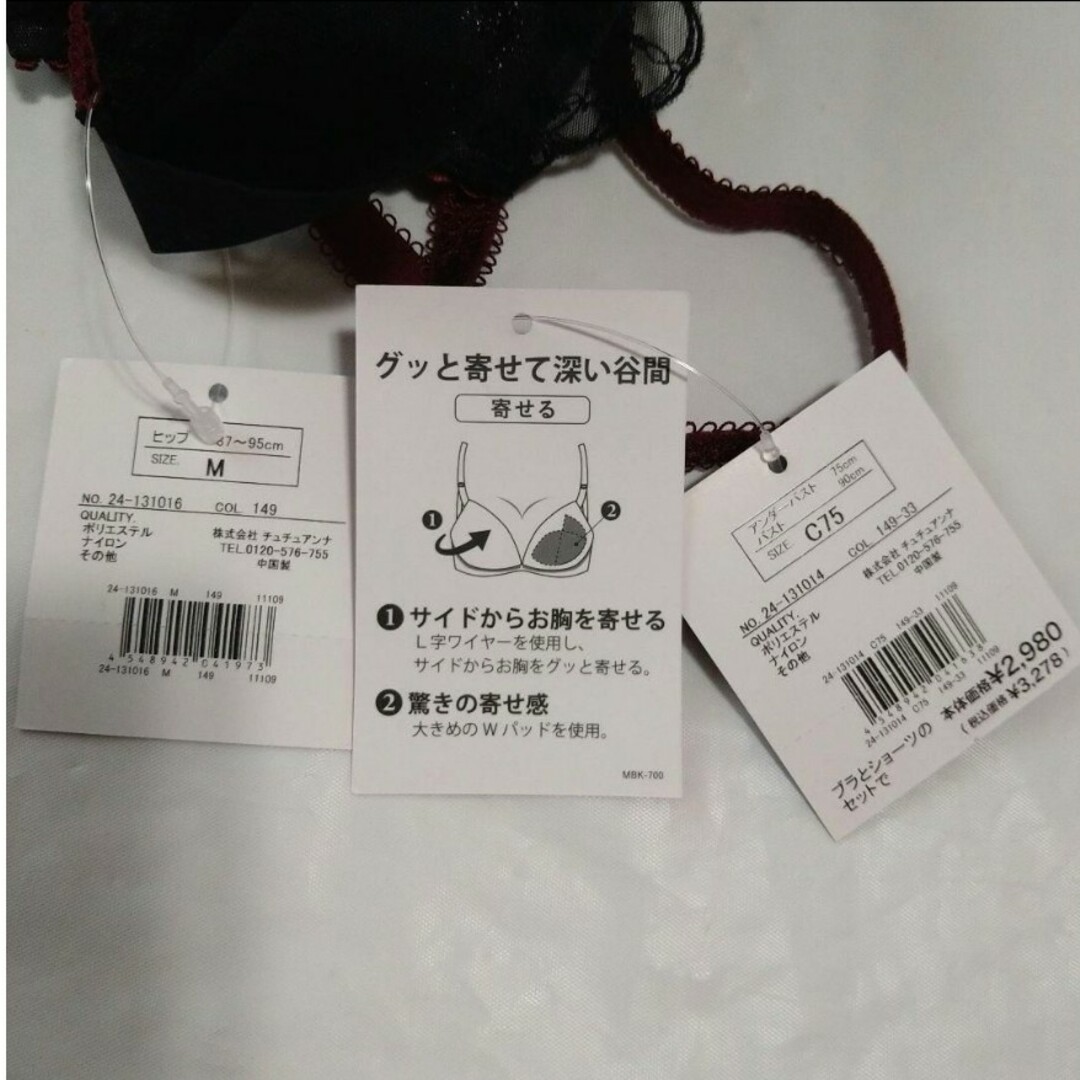 ヒップ 87～95cm
SIZE. M
NO. 24-131016 COL. 149
QUALITY.
ポリエステル
ナイロン
その他
株式会社 チュチュアンナ
TEL.0120-576-755
中国製
24-131016 M 149 11109
4 548942 041973
24-131016 M 149 11109
グッと寄せて深い谷間
寄せる
1
2
1 サイドからお胸を寄せる
L字ワイヤーを使用し、
サイドからお胸をグッと寄せる。
2 驚きの寄せ感
大きめのWパッドを使用。
MBK-700
アンダーバスト 75cm
バスト 90cm
SIZE. C75
NO. 24-131014 COL. 149-33
QUALITY.
ポリエステル
ナイロン
その他
株式会社 チュチュアンナ
TEL.0120-576-755
中国製
24-131014 C75 149-33 11109
24-131014 C75 149-33 11109
ブラとショーツの
セットで
本体価格¥2,980
(税込価格¥3,278)